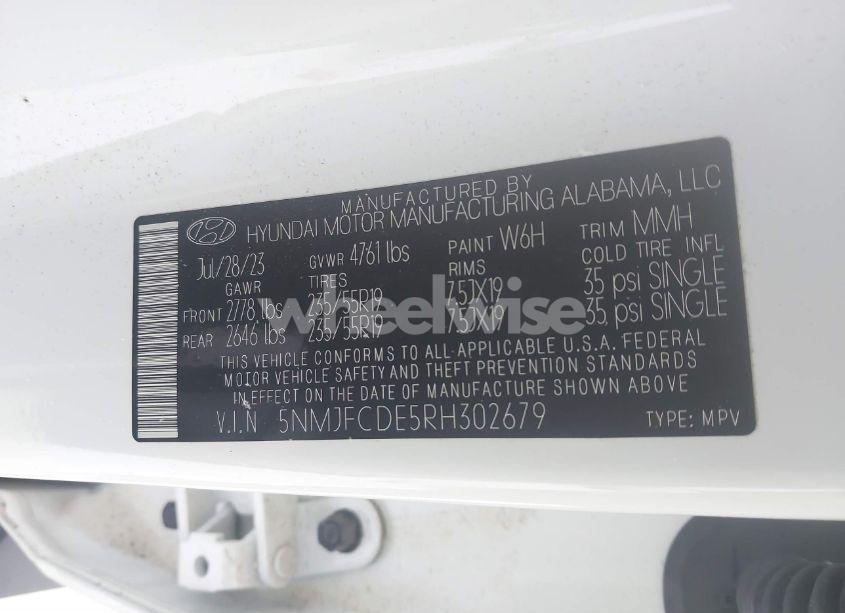 MANUFACTURED BY
HYUNDAI MOTOR MANUFACTURING ALABAMA, LLC
Jul/28/23 GVWR 4761 lbs PAINT W6H TRIM MMH
GAWR TIRES RIMS COLD TIRE INFL
FRONT 2778 lbs 235/55R19 7.5JX19 35 psi SINGLE
REAR 2646 lbs 235/55R19 7.5JX19 35 psi SINGLE
wheelwise
THIS VEHICLE CONFORMS TO ALL-APPLICABLE U.S.A. FEDERAL
MOTOR VEHICLE SAFETY AND THEFT PREVENTION STANDARDS
IN EFFECT ON THE DATE OF MANUFACTURE SHOWN ABOVE
V.I.N 5NMJFCDE5RH302679 TYPE: MPV